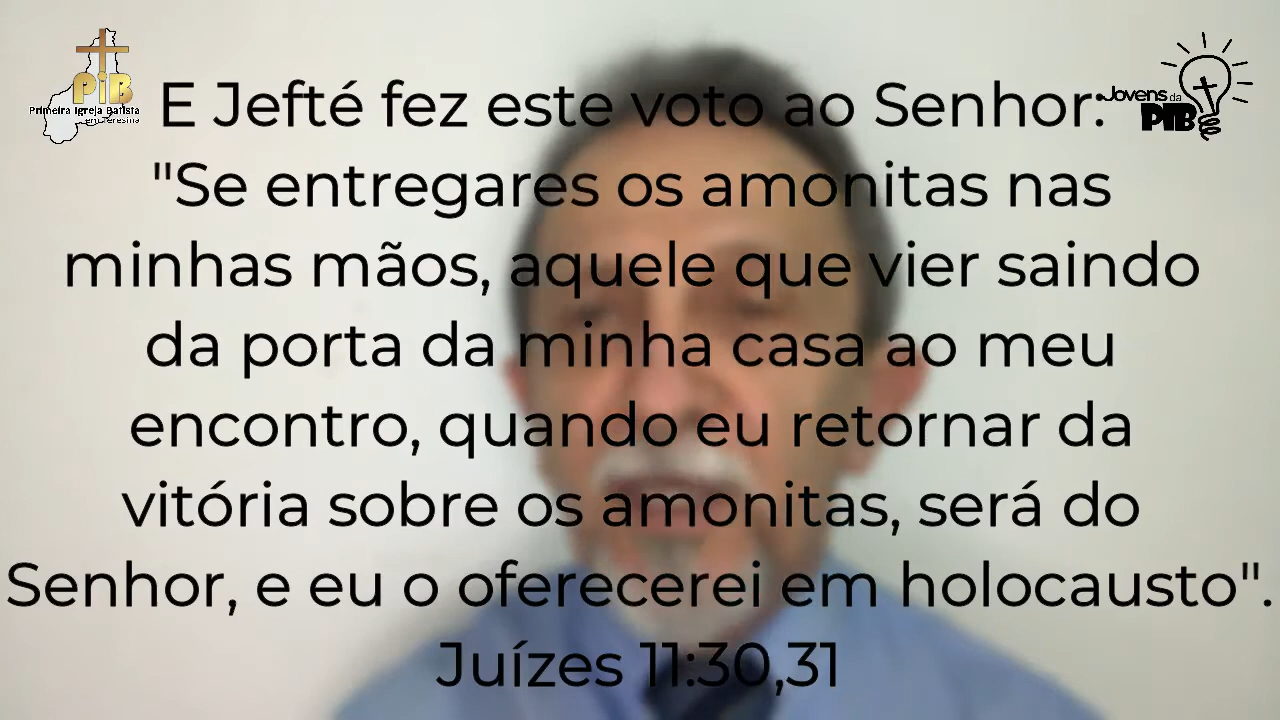 PiB
Primeira Igreja Batista
em Teresina
Jovens da
PIB
E Jefté fez este voto ao Senhor:
"Se entregares os amonitas nas
minhas mãos, aquele que vier saindo
da porta da minha casa ao meu
encontro, quando eu retornar da
vitória sobre os amonitas, será do
Senhor, e eu o oferecerei em holocausto".
Juízes 11:30,31